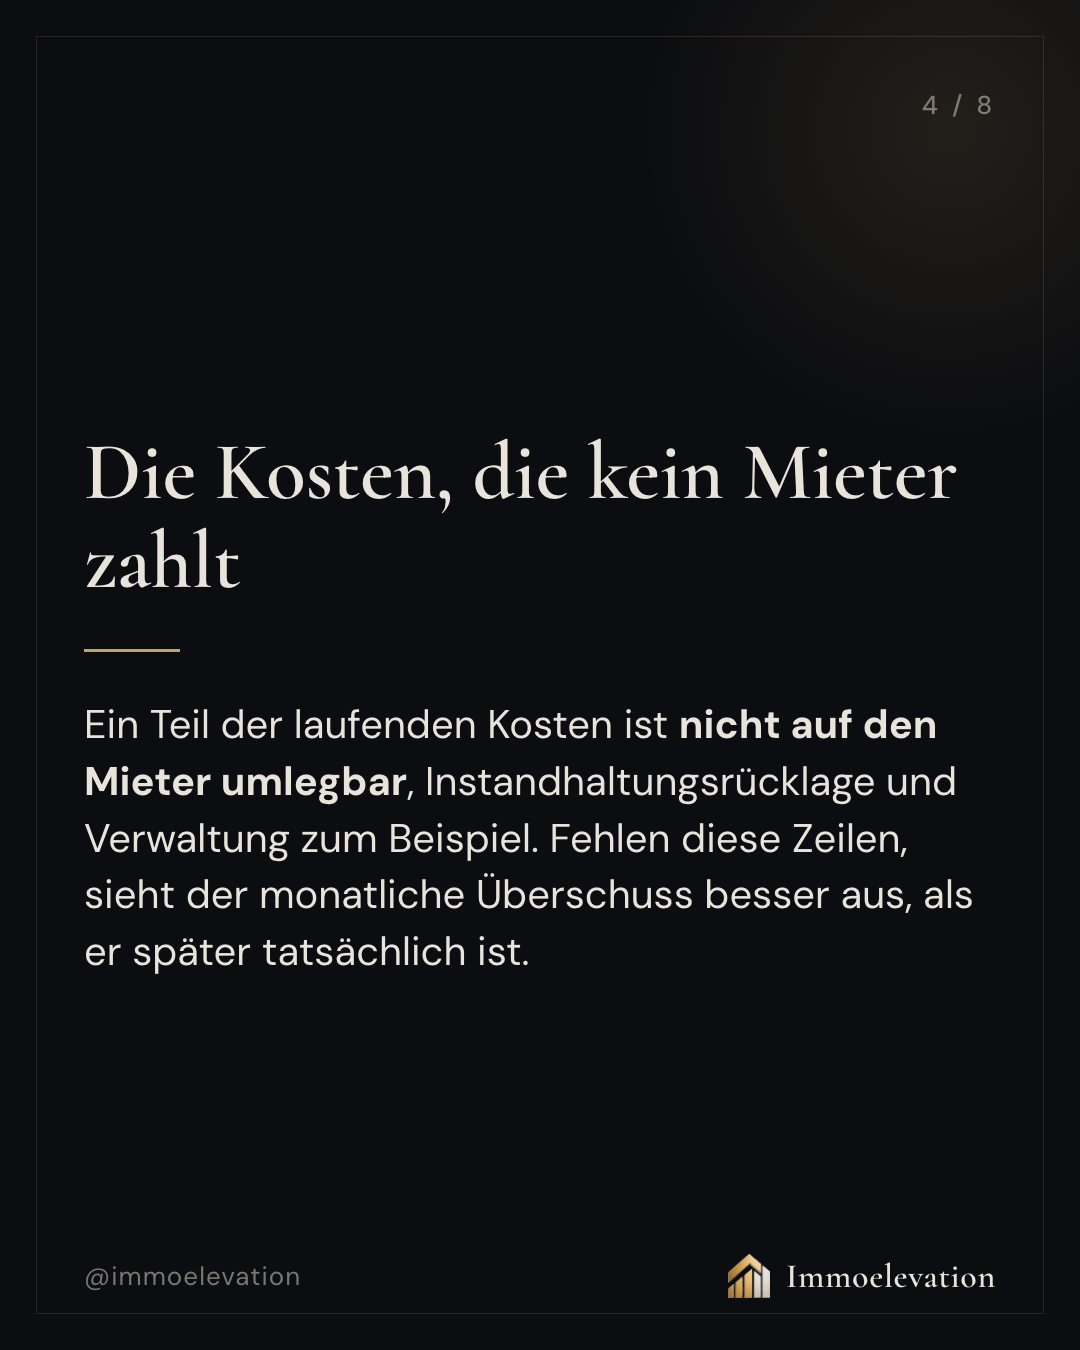 4 / 8
Die Kosten, die kein Mieter
zahlt
Ein Teil der laufenden Kosten ist nicht auf den
Mieter umlegbar, Instandhaltungsrücklage und
Verwaltung zum Beispiel. Fehlen diese Zeilen,
sieht der monatliche Überschuss besser aus, als
er später tatsächlich ist.
@immoelevation
Immoelevation